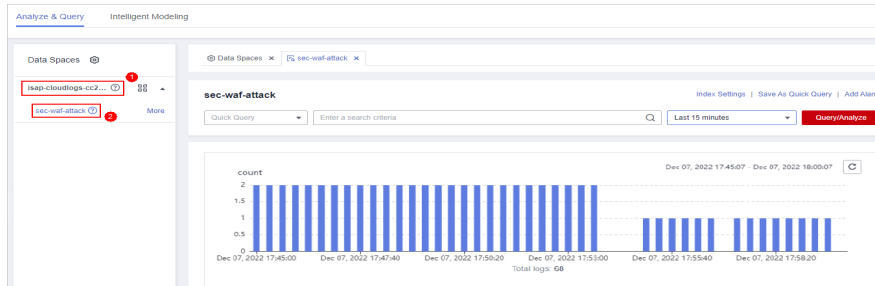 Analyze & Query Intelligent Modeling
Data Spaces
Data Spaces × sec-waf-attack ×
1
isap-cloudlogs-cc2...
sec-waf-attack More
2
sec-waf-attack
Index Settings | Save As Quick Query | Add Alarm
Quick Query Enter a search criteria Last 15 minutes Query/Analyze
Dec 07, 2022 17:45:07 - Dec 07, 2022 18:00:07
count
2
1.5
1
0.5
0
Dec 07, 2022 17:45:00 Dec 07, 2022 17:47:40 Dec 07, 2022 17:50:20 Dec 07, 2022 17:53:00 Dec 07, 2022 17:55:40 Dec 07, 2022 17:58:20
Total logs: 68